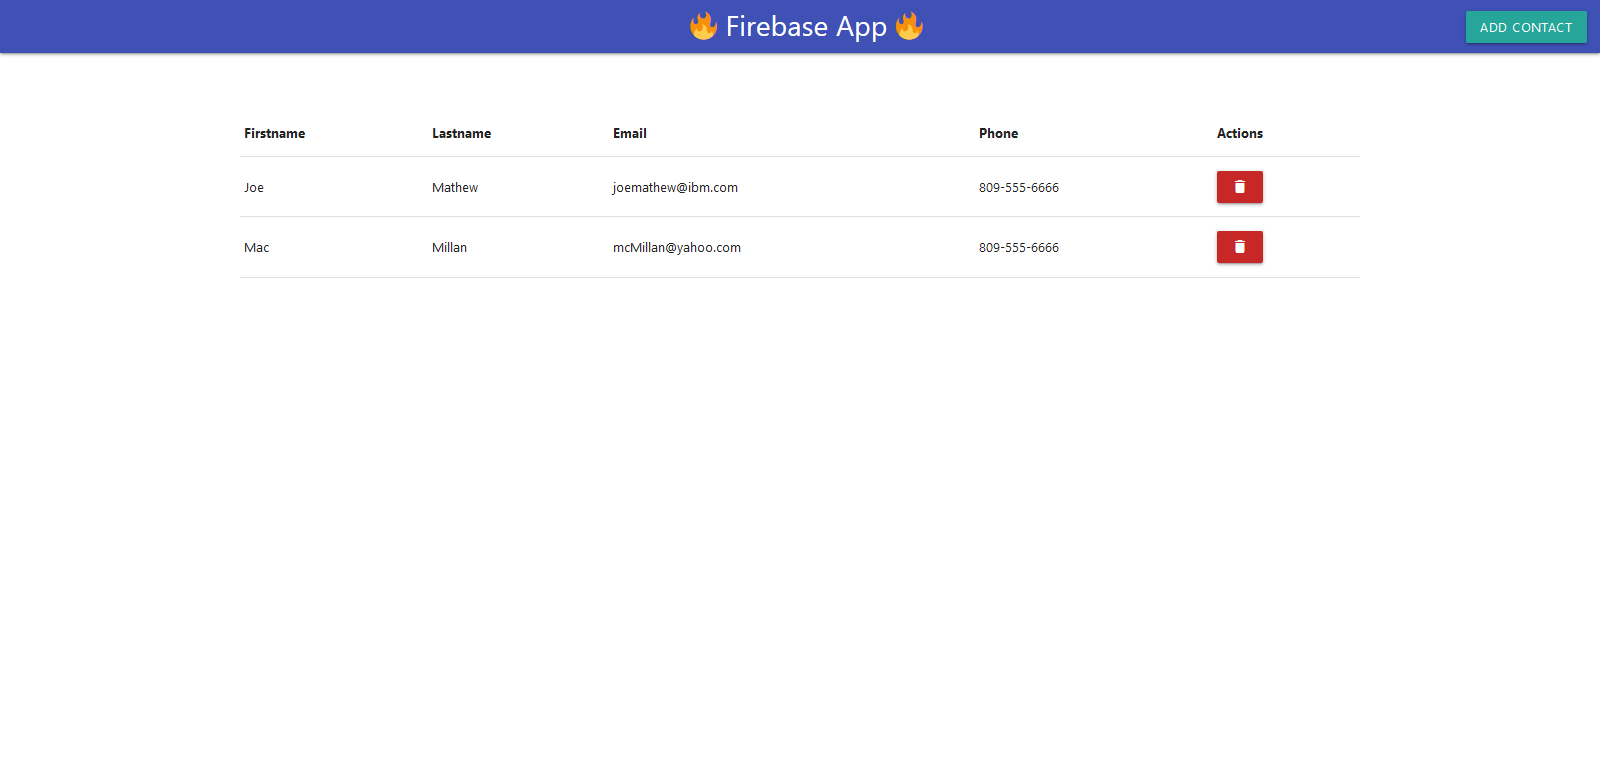 🔥 Firebase App 🔥
ADD CONTACT
Firstname Lastname Email Phone Actions
Joe Mathew joemathew@ibm.com 809-555-6666
Mac Millan mcMillan@yahoo.com 809-555-6666